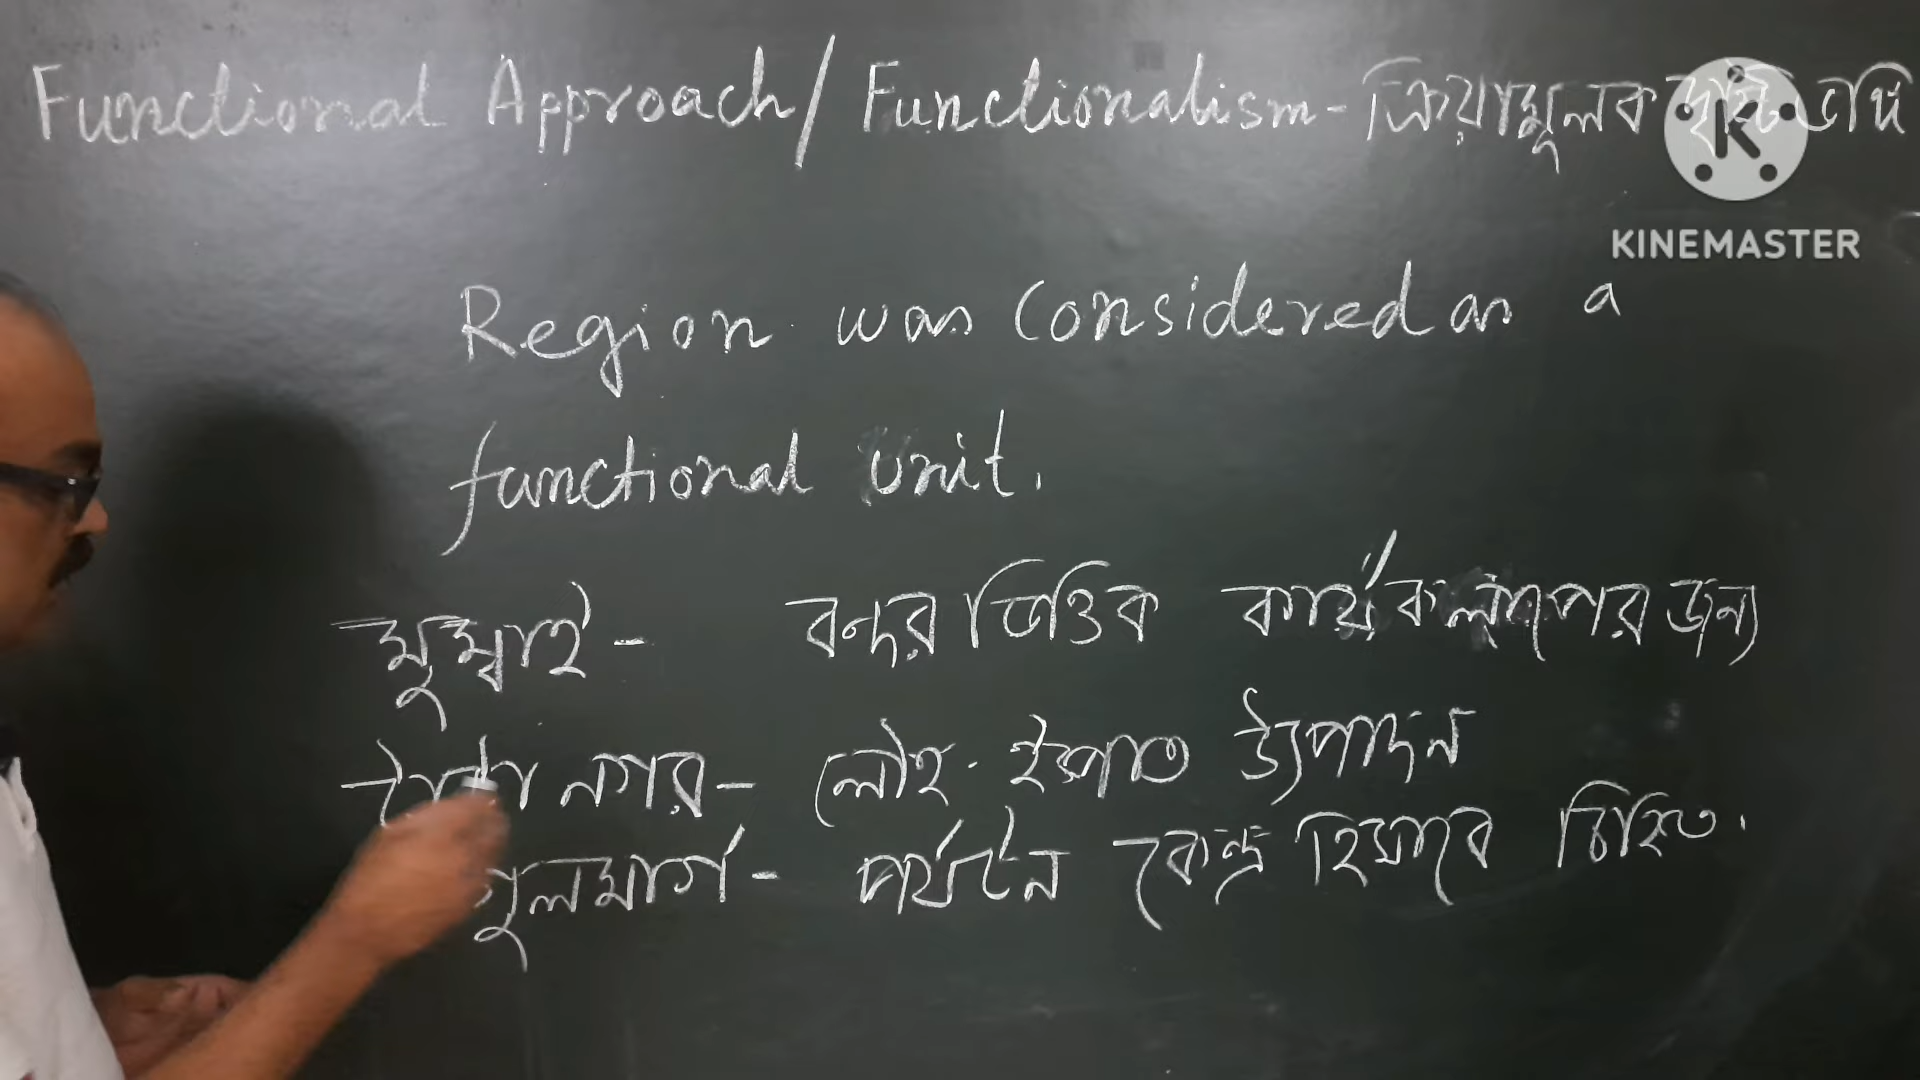 Functional Approach/Functionalism-ক্রিয়ামূলক দৃষ্টিভঙ্গি
KINEMASTER
Region was Considered as a
functional unit.
মুম্বাই - বন্দর ভিত্তিক কার্যকলাপের জন্য
টাটা নগর - লৌহ-ইস্পাত উৎপাদন
গুলমার্গ - পর্যটন কেন্দ্র হিসাবে চিহ্নিত.